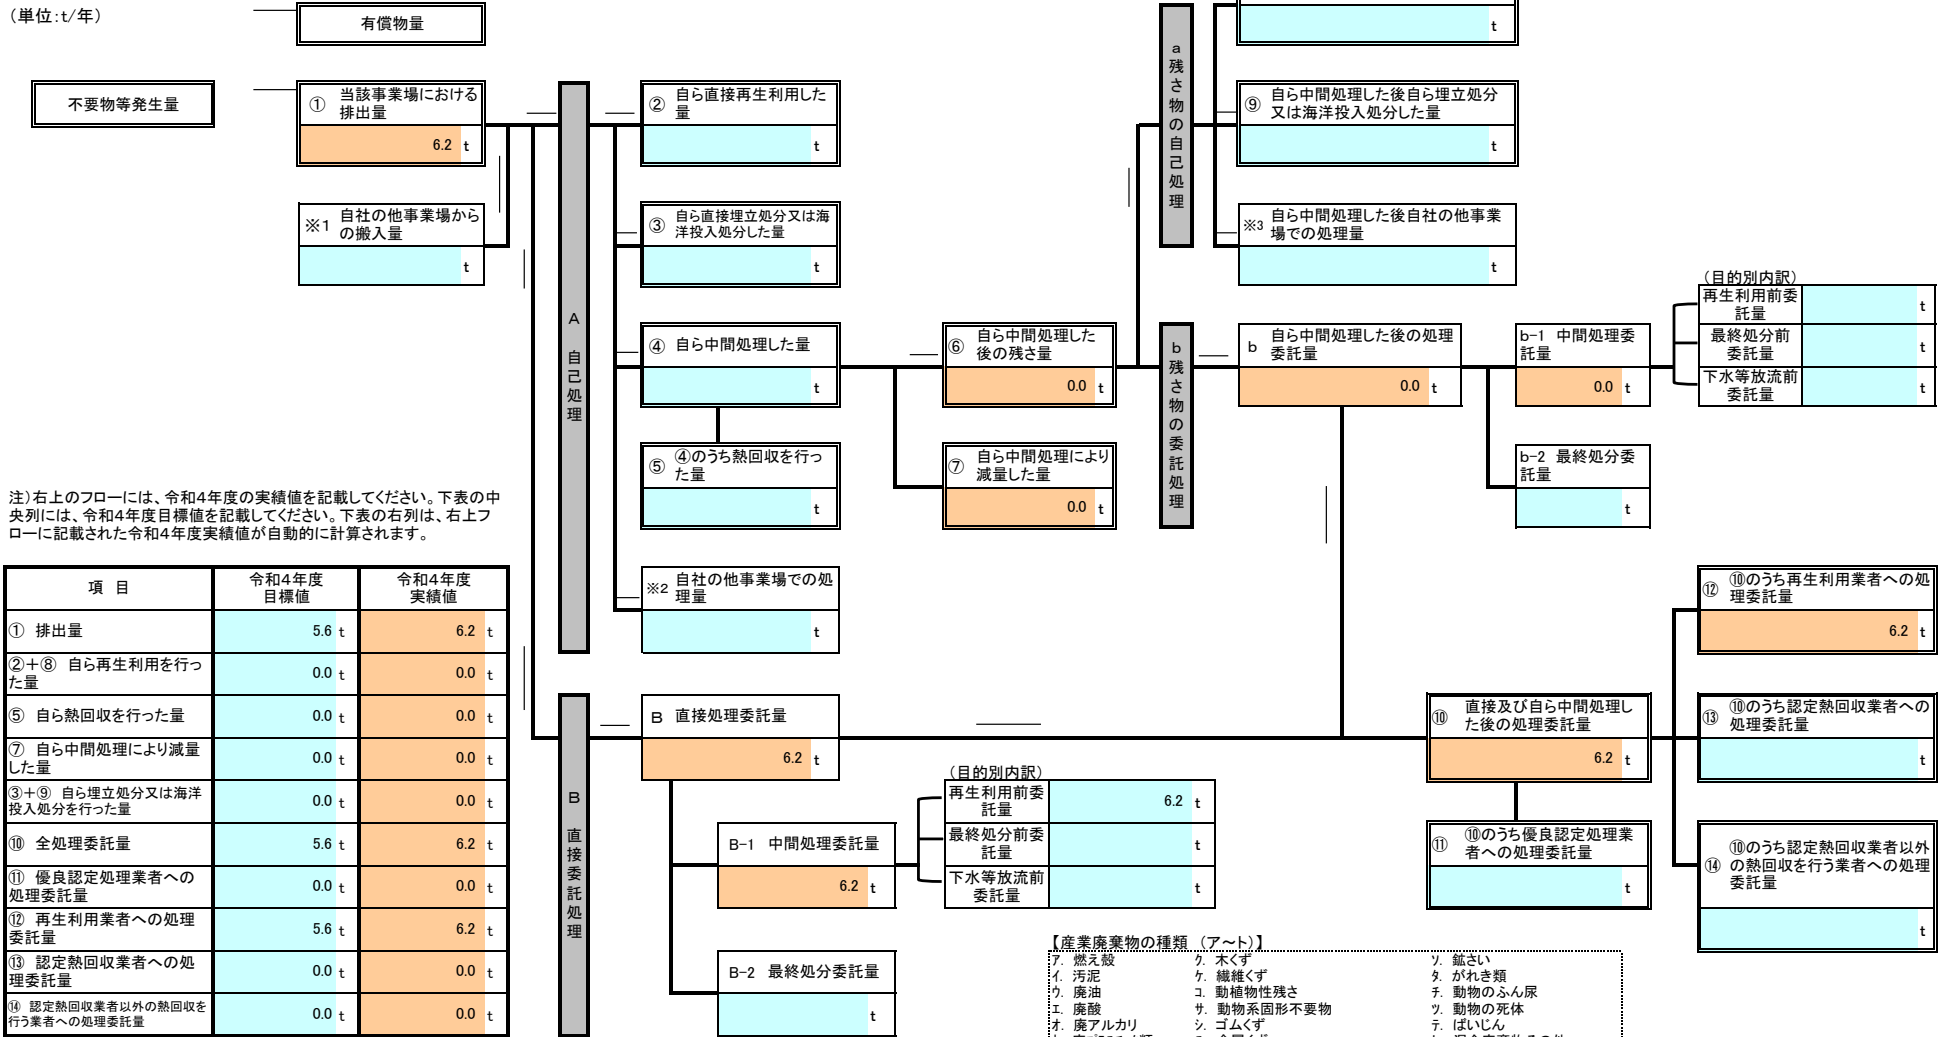 (単位:t/年)
有償物量
t
不要物等発生量
① 当該事業場における
排出量
6.2 t
※1 自社の他事業場から
の搬入量
t
A 自己処理
② 自ら直接再生利用した
量
t
③ 自ら直接埋立処分又は海
洋投入処分した量
t
④ 自ら中間処理した量
t
⑤ ④のうち熱回収を行っ
た量
t
※2 自社の他事業場での処
理量
t
⑥ 自ら中間処理した
後の残さ量
0.0 t
⑦ 自ら中間処理により
減量した量
0.0 t
a 残さ物の自己処理
⑨ 自ら中間処理した後自ら埋立処分
又は海洋投入処分した量
t
※3 自ら中間処理した後自社の他事業
場での処理量
t
b 残さ物の委託処理
b 自ら中間処理した後の処理
委託量
0.0 t
b-1 中間処理委
託量
0.0 t
b-2 最終処分委
託量
t
(目的別内訳)
再生利用前委
託量
t
最終処分前
委託量
t
下水等放流前
委託量
t
注)右上のフローには、令和4年度の実績値を記載してください。下表の中
央列には、令和4年度目標値を記載してください。下表の右列は、右上フ
ローに記載された令和4年度実績値が自動的に計算されます。
項 目 令和4年度 目標値 令和4年度 実績値
① 排出量 5.6 t 6.2 t
②+⑧ 自ら再生利用を行っ
た量 0.0 t 0.0 t
⑤ 自ら熱回収を行った量 0.0 t 0.0 t
⑦ 自ら中間処理により減量
した量 0.0 t 0.0 t
③+⑨ 自ら埋立処分又は海洋
投入処分を行った量 0.0 t 0.0 t
⑩ 全処理委託量 5.6 t 6.2 t
⑪ 優良認定処理業者への
処理委託量 0.0 t 0.0 t
⑫ 再生利用業者への処理
委託量 5.6 t 6.2 t
⑬ 認定熱回収業者への処
理委託量 0.0 t 0.0 t
⑭ 認定熱回収業者以外の熱回収を
行う業者への処理委託量 0.0 t 0.0 t
B 直接委託処理
B 直接処理委託量
6.2 t
B-1 中間処理委託量
6.2 t
B-2 最終処分委託量
t
(目的別内訳)
再生利用前委
託量
6.2 t
最終処分前委
託量
t
下水等放流前
委託量
t
⑩ 直接及び自ら中間処理し
た後の処理委託量
6.2 t
⑪ ⑩のうち優良認定処理業
者への処理委託量
t
⑫ ⑩のうち再生利用業者への処
理委託量
6.2 t
⑬ ⑩のうち認定熱回収業者への
処理委託量
t
⑭ ⑩のうち認定熱回収業者以外
の熱回収を行う業者への処理
委託量
t
【産業廃棄物の種類 (ア~ト)】
ア. 燃え殻 ク. 木くず ソ. 鉱さい
イ. 汚泥 ケ. 繊維くず タ. がれき類
ウ. 廃油 コ. 動植物性残さ チ. 動物のふん尿
エ. 廃酸 サ. 動物系固形不要物 ツ. 動物の死体
オ. 廃アルカリ シ. ゴムくず テ. ばいじん